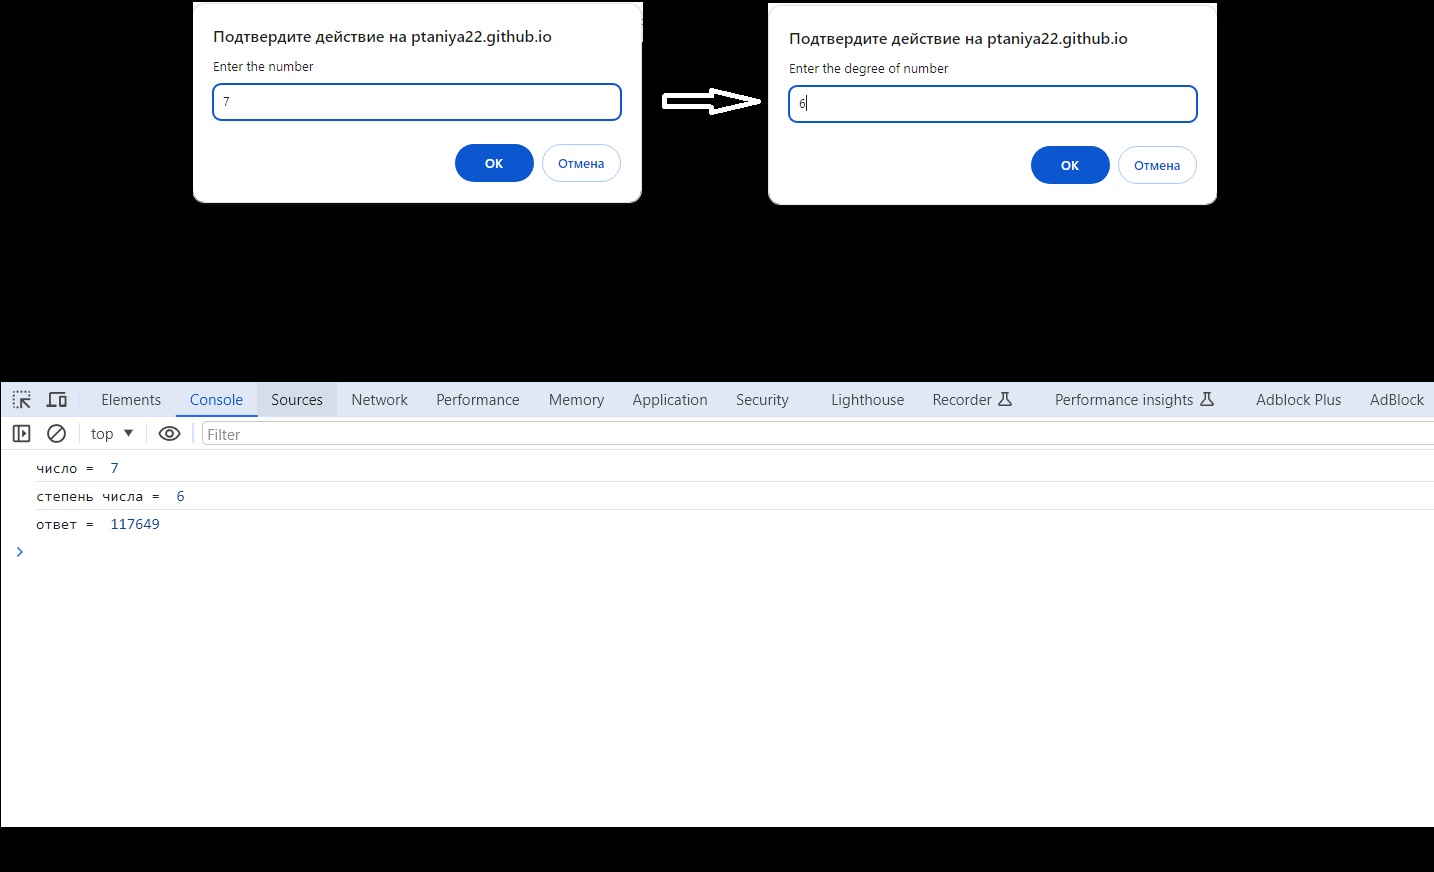 Подтвердите действие на ptaniya22.github.io
Enter the number
7
ОК Отмена
Подтвердите действие на ptaniya22.github.io
Enter the degree of number
6
ОК Отмена
Elements Console Sources Network Performance Memory Application Security Lighthouse Recorder Performance insights Adblock Plus AdBlock
top Filter
число = 7
степень числа = 6
ответ = 117649